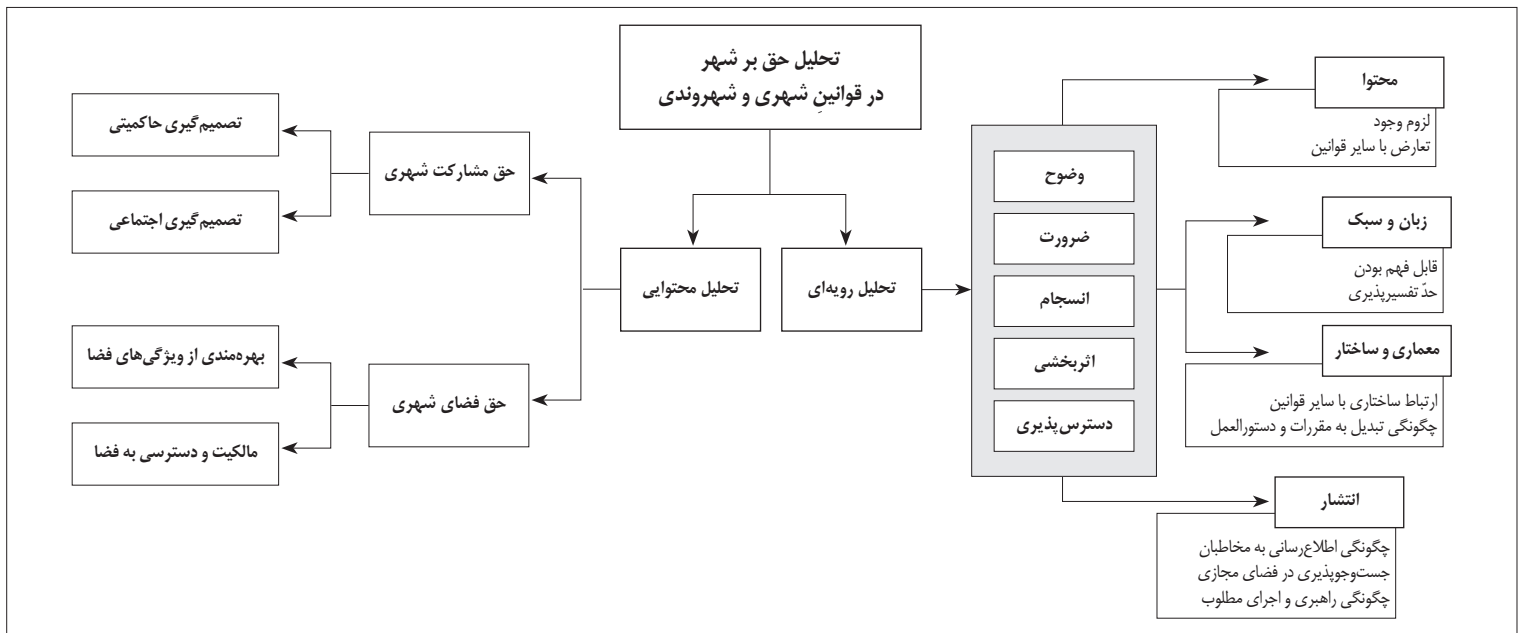 تحلیل حق بر شهر
در قوانینِ شهری و شهروندی
محتوا
لزوم وجود
تعارض با سایر قوانین
وضوح
ضرورت
انسجام
اثربخشی
دسترس‌پذیری
زبان و سبک
قابل فهم بودن
حدّ تفسیرپذیری
معماری و ساختار
ارتباط ساختاری با سایر قوانین
چگونگی تبدیل به مقررات و دستورالعمل
انتشار
چگونگی اطلاع‌رسانی به مخاطبان
جست‌وجوپذیری در فضای مجازی
چگونگی راهبری و اجرای مطلوب
تحلیل رویه‌ای
تحلیل محتوایی
حق مشارکت شهری
تصمیم‌گیری حاکمیتی
تصمیم‌گیری اجتماعی
حق فضای شهری
بهره‌مندی از ویژگی‌های فضا
مالکیت و دسترسی به فضا